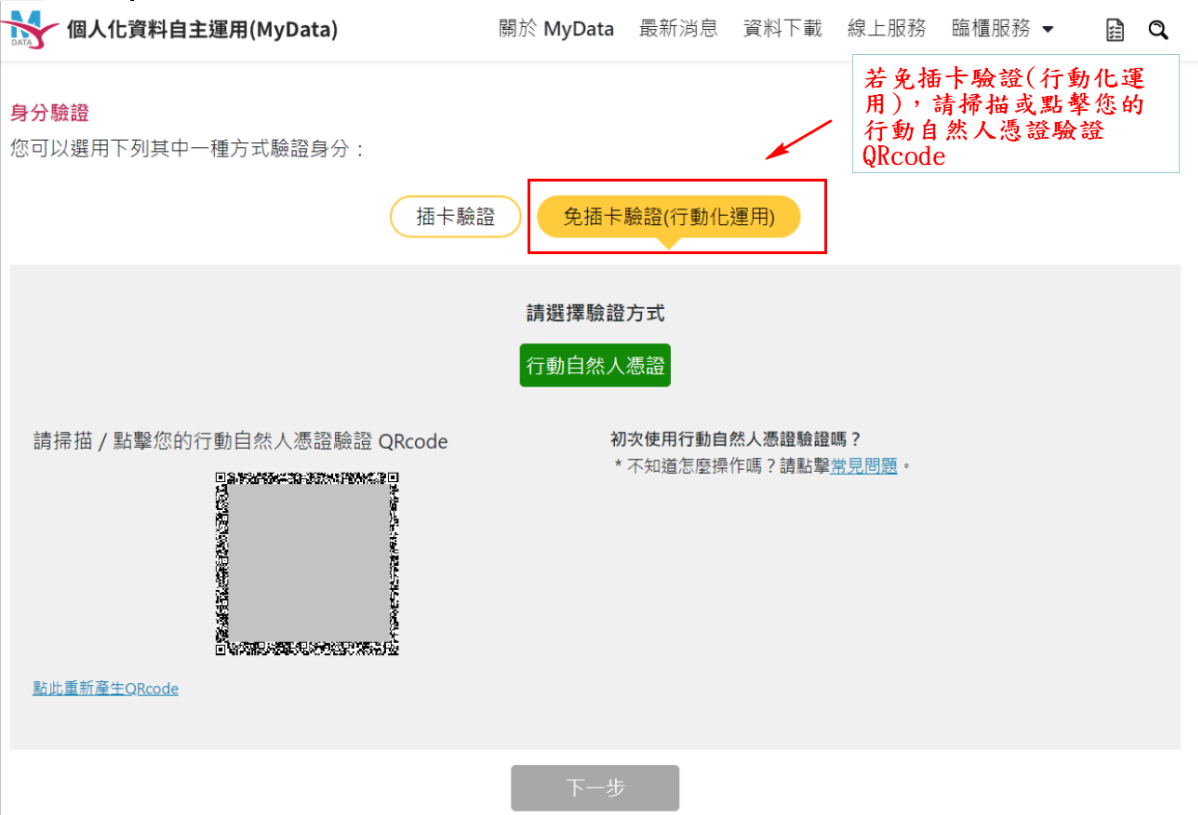 DATA
個人化資料自主運用(MyData)
關於 MyData 最新消息 資料下載 線上服務 臨櫃服務
若免插卡驗證(行動化運
用)，請掃描或點擊您的
行動自然人憑證驗證
QRcode
身分驗證
您可以選用下列其中一種方式驗證身分：
插卡驗證 免插卡驗證(行動化運用)
請選擇驗證方式
行動自然人憑證
請掃描 / 點擊您的行動自然人憑證驗證 QRcode
初次使用行動自然人憑證驗證嗎？
* 不知道怎麼操作嗎？請點擊常見問題。
點此重新產生QRcode
下一步